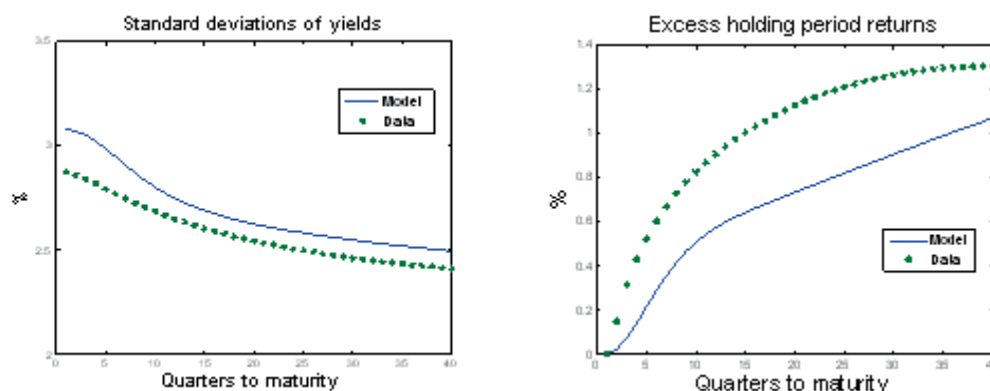 Standard deviations of yields
3.5
3
2.5
2
%
0 5 10 15 20 25 30 35 40
Quarters to maturity
Model
Data
Excess holding period returns
1.4
1.2
1
0.8
0.6
0.4
0.2
0
%
0 5 10 15 20 25 30 35 40
Quarters to maturity
Model
Data